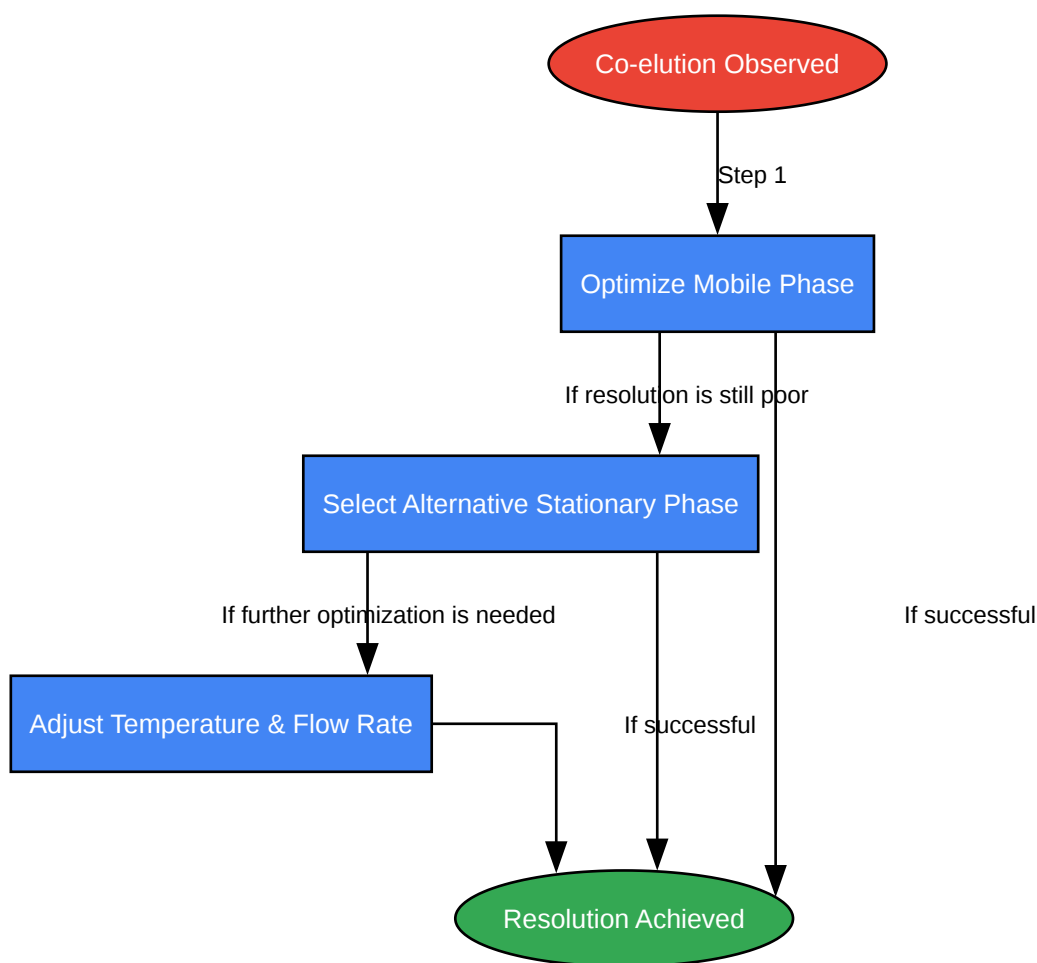 Co-elution Observed
Step 1
Optimize Mobile Phase
If resolution is still poor
Select Alternative Stationary Phase
If further optimization is needed
If successful
Adjust Temperature & Flow Rate
If successful
Resolution Achieved